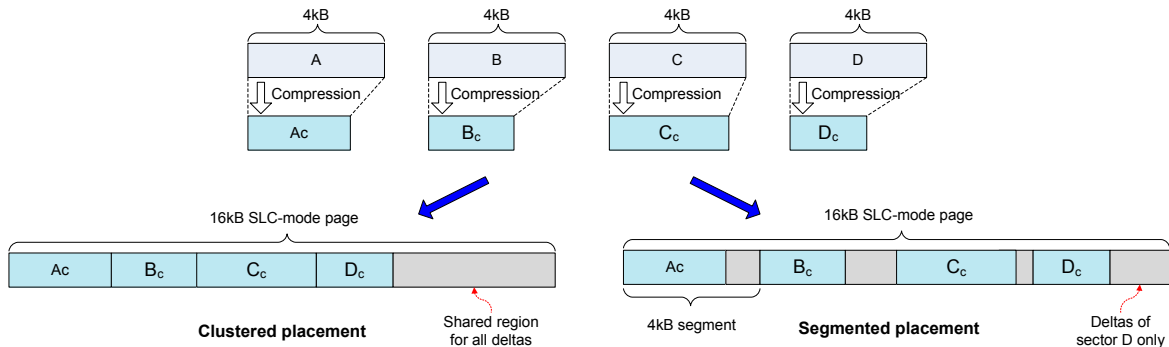 4kB 4kB 4kB 4kB
A B C D
Compression Compression Compression Compression
Ac Bc Cc Dc
16kB SLC-mode page 16kB SLC-mode page
Ac Bc Cc Dc Ac Bc Cc Dc
Clustered placement Shared region for all deltas 4kB segment Segmented placement Deltas of sector D only